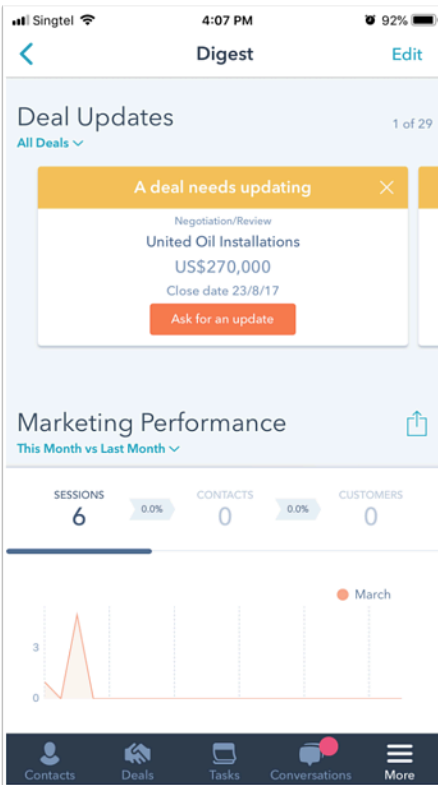 Singtel 4:07 PM 92%
Digest Edit
Deal Updates 1 of 29
All Deals
A deal needs updating
Negotiation/Review
United Oil Installations
US$270,000
Close date 23/8/17
Ask for an update
Marketing Performance
This Month vs Last Month
SESSIONS CONTACTS CUSTOMERS
6 0.0% 0 0.0% 0
March
3
0
Contacts Deals Tasks Conversations More